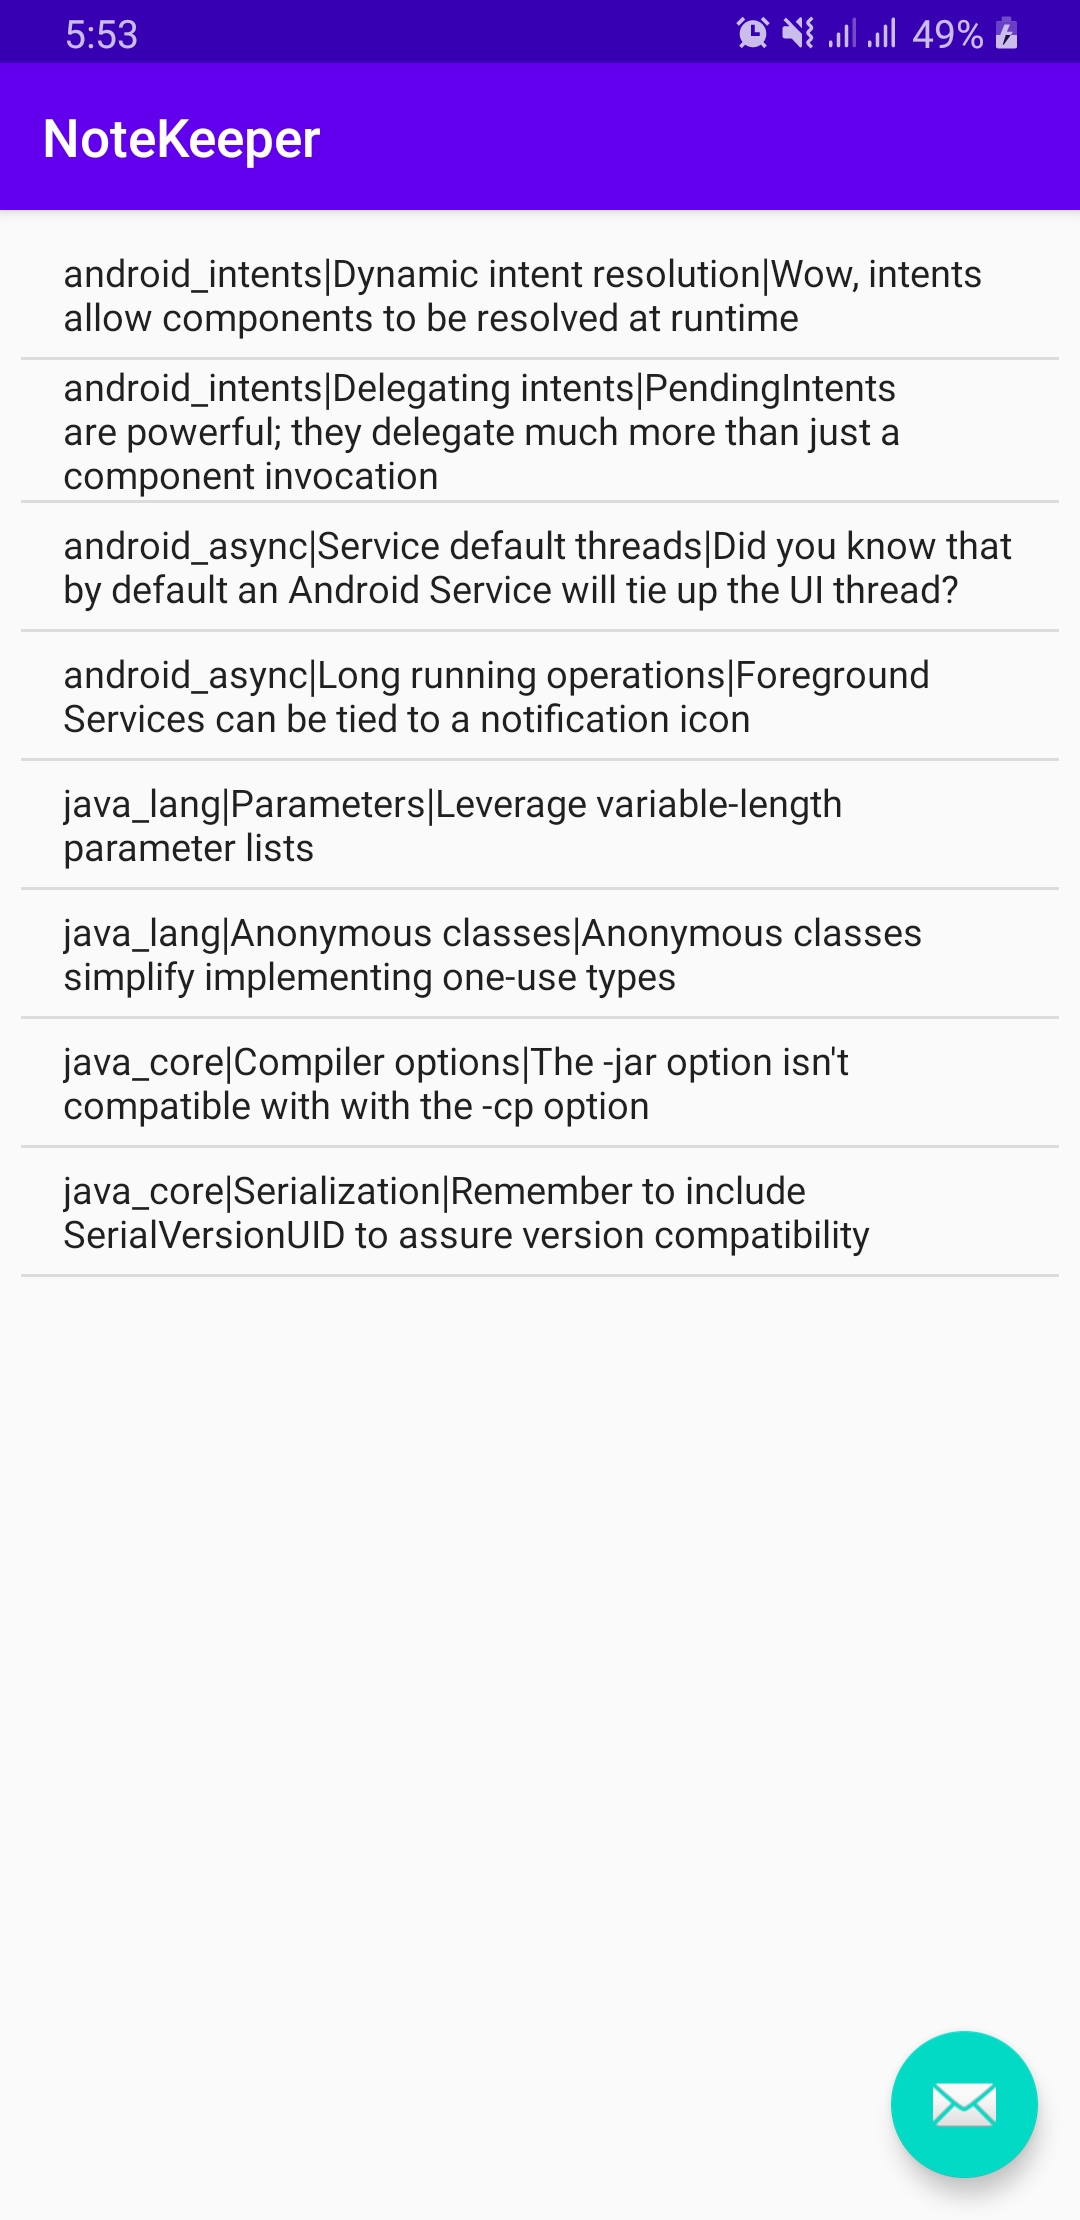 5:53
49%
NoteKeeper
android_intents|Dynamic intent resolution|Wow, intents
allow components to be resolved at runtime
android_intents|Delegating intents|PendingIntents
are powerful; they delegate much more than just a
component invocation
android_async|Service default threads|Did you know that
by default an Android Service will tie up the UI thread?
android_async|Long running operations|Foreground
Services can be tied to a notification icon
java_lang|Parameters|Leverage variable-length
parameter lists
java_lang|Anonymous classes|Anonymous classes
simplify implementing one-use types
java_core|Compiler options|The -jar option isn't
compatible with with the -cp option
java_core|Serialization|Remember to include
SerialVersionUID to assure version compatibility